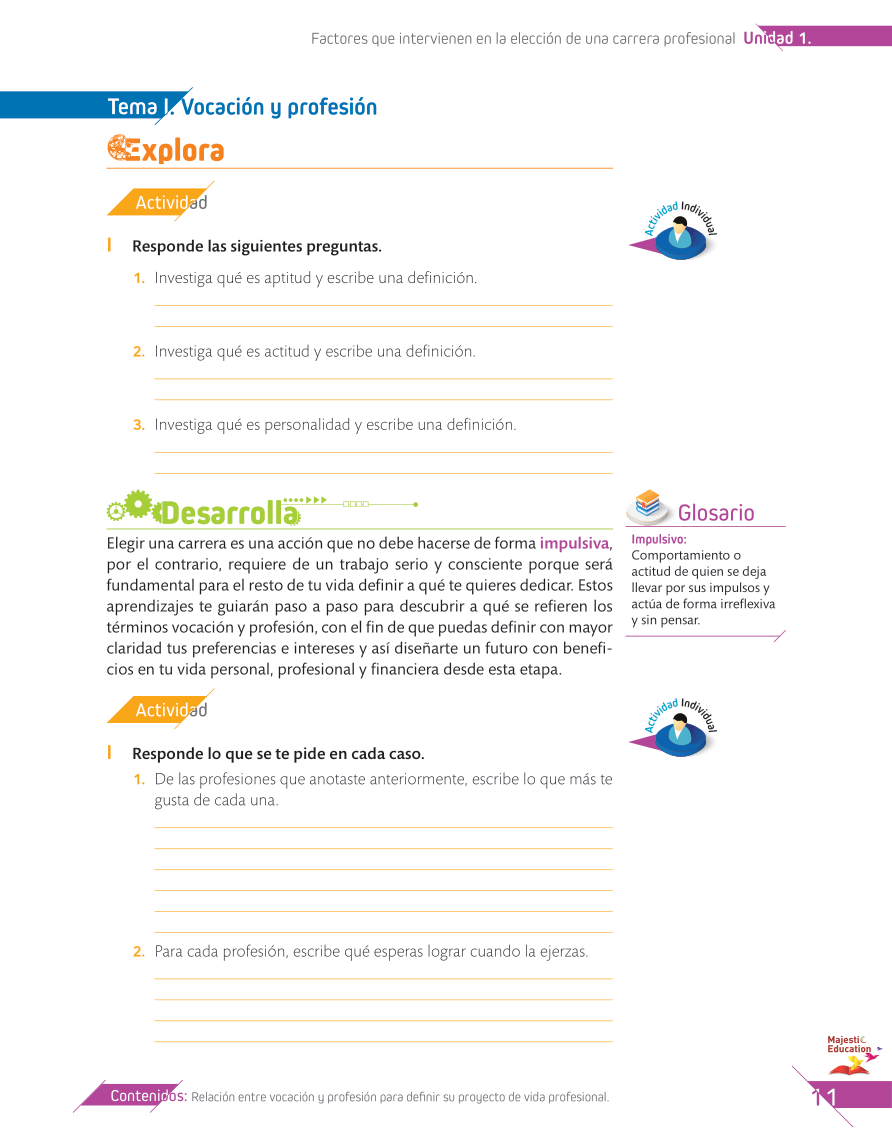 Factores que intervienen en la elección de una carrera profesional Unidad 1.
Tema I. Vocación y profesión
Explora
Actividad
Actividad Individual
I Responde las siguientes preguntas.
1. Investiga qué es aptitud y escribe una definición.
2. Investiga qué es actitud y escribe una definición.
3. Investiga qué es personalidad y escribe una definición.
Desarrolla
Elegir una carrera es una acción que no debe hacerse de forma impulsiva,
por el contrario, requiere de un trabajo serio y consciente porque será
fundamental para el resto de tu vida definir a qué te quieres dedicar. Estos
aprendizajes te guiarán paso a paso para descubrir a qué se refieren los
términos vocación y profesión, con el fin de que puedas definir con mayor
claridad tus preferencias e intereses y así diseñarte un futuro con benefi-
cios en tu vida personal, profesional y financiera desde esta etapa.
Glosario
Impulsivo:
Comportamiento o
actitud de quien se deja
llevar por sus impulsos y
actúa de forma irreflexiva
y sin pensar.
Actividad
Actividad Individual
I Responde lo que se te pide en cada caso.
1. De las profesiones que anotaste anteriormente, escribe lo que más te
gusta de cada una.
2. Para cada profesión, escribe qué esperas lograr cuando la ejerzas.
Majestic
Education
Contenidos: Relación entre vocación y profesión para definir su proyecto de vida profesional.
11